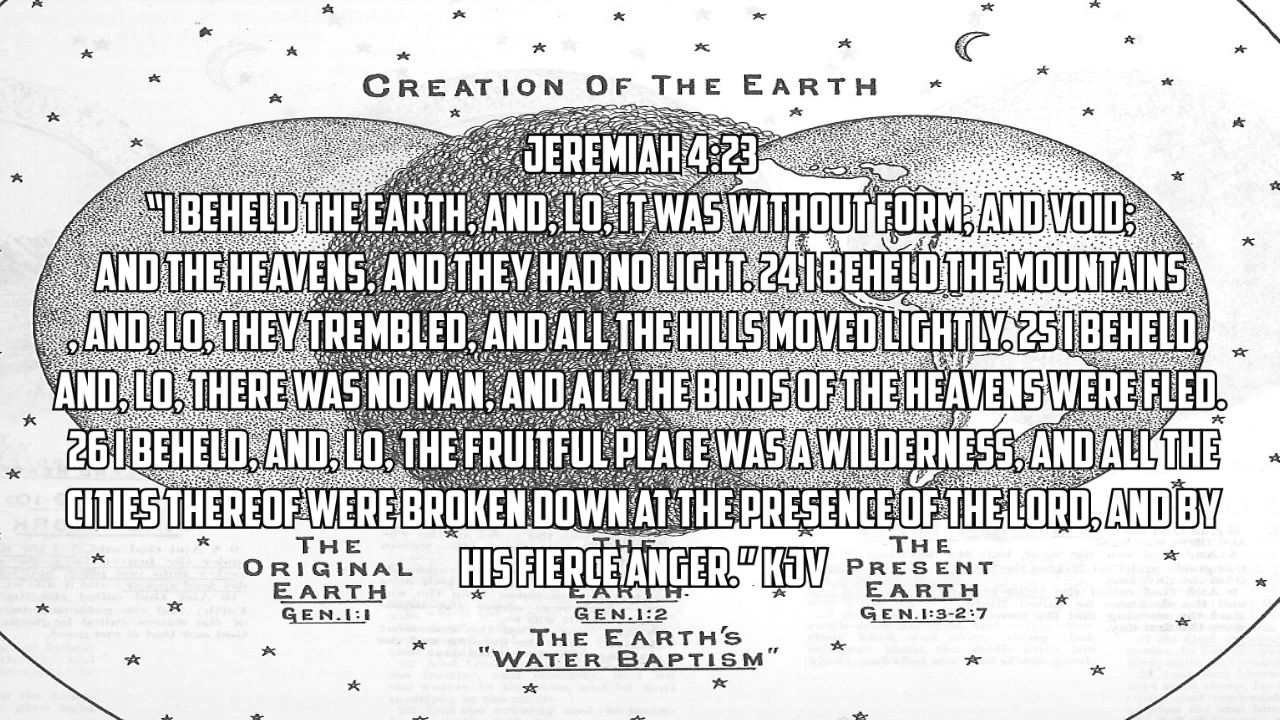 CREATION OF THE EARTH
JEREMIAH 4:23
“I BEHELD THE EARTH, AND, LO, IT WAS WITHOUT FORM, AND VOID;
AND THE HEAVENS, AND THEY HAD NO LIGHT. 24 I BEHELD THE MOUNTAINS
, AND, LO, THEY TREMBLED, AND ALL THE HILLS MOVED LIGHTLY. 25 I BEHELD,
AND, LO, THERE WAS NO MAN, AND ALL THE BIRDS OF THE HEAVENS WERE FLED.
26 I BEHELD, AND, LO, THE FRUITFUL PLACE WAS A WILDERNESS, AND ALL THE
CITIES THEREOF WERE BROKEN DOWN AT THE PRESENCE OF THE LORD, AND BY
HIS FIERCE ANGER.” KJV
THE
ORIGINAL
EARTH
GEN.1:1
THE
EARTH.
GEN.1:2
THE EARTH'S
"WATER BAPTISM"
THE
PRESENT
EARTH
GEN.1:3-2:7